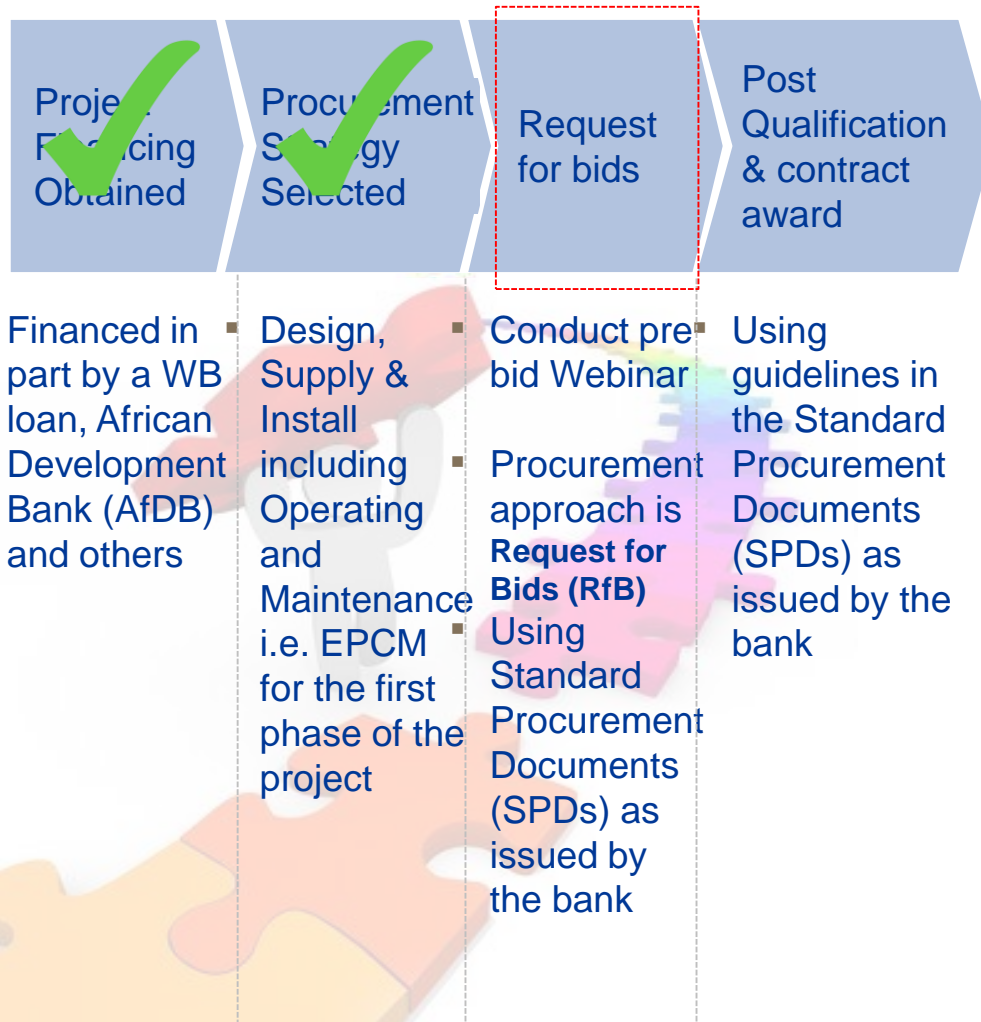 Project
Financing
Obtained
Procurement
Strategy
Selected
Request
for bids
Post
Qualification
& contract
award
Financed in
part by a WB
loan, African
Development
Bank (AfDB)
and others
▪ Design,
Supply &
Install
including
Operating
and
Maintenance
i.e. EPCM
for the first
phase of the
project
▪ Conduct pre
bid Webinar
▪ Procurement
approach is
Request for
Bids (RfB)
▪ Using
Standard
Procurement
Documents
(SPDs) as
issued by
the bank
▪ Using
guidelines in
the Standard
Procurement
Documents
(SPDs) as
issued by the
bank